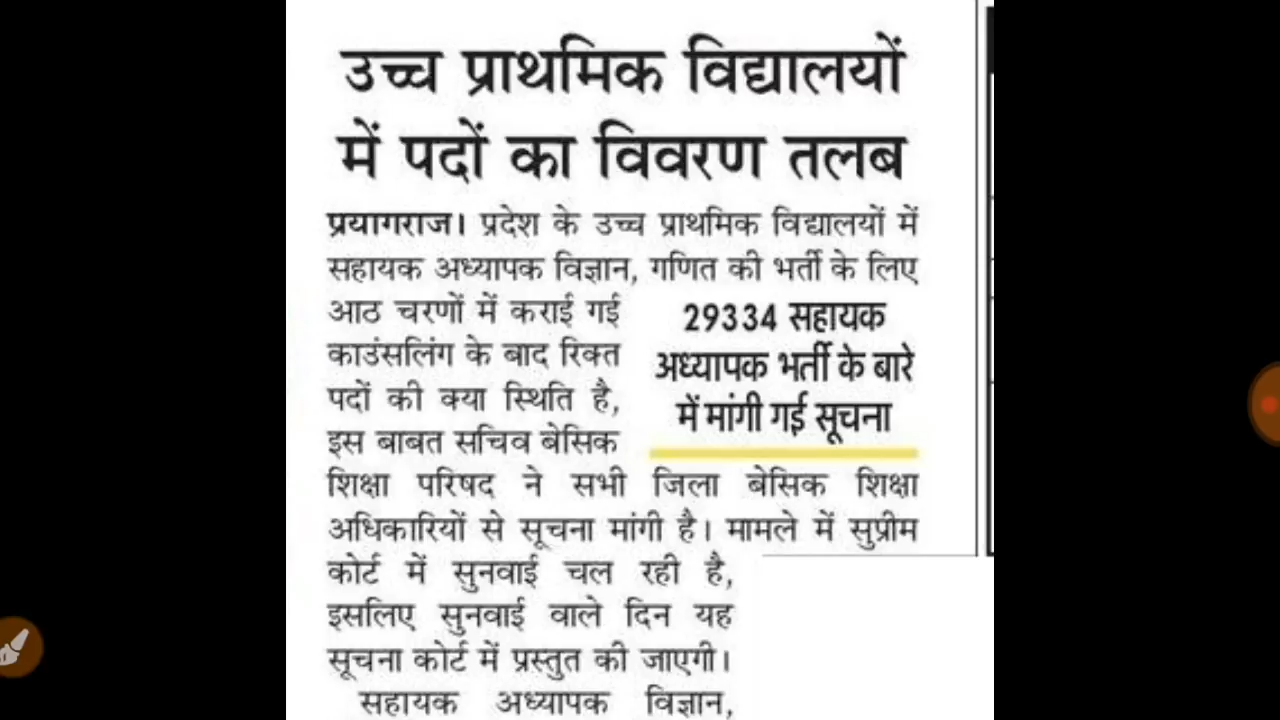 उच्च प्राथमिक विद्यालयों
में पदों का विवरण तलब
प्रयागराज। प्रदेश के उच्च प्राथमिक विद्यालयों में
सहायक अध्यापक विज्ञान, गणित की भर्ती के लिए
आठ चरणों में कराई गई
काउंसलिंग के बाद रिक्त
पदों की क्या स्थिति है,
इस बाबत सचिव बेसिक
29334 सहायक
अध्यापक भर्ती के बारे
में मांगी गई सूचना
शिक्षा परिषद ने सभी जिला बेसिक शिक्षा
अधिकारियों से सूचना मांगी है। मामले में सुप्रीम
कोर्ट में सुनवाई चल रही है,
इसलिए सुनवाई वाले दिन यह
सूचना कोर्ट में प्रस्तुत की जाएगी।
सहायक अध्यापक विज्ञान,